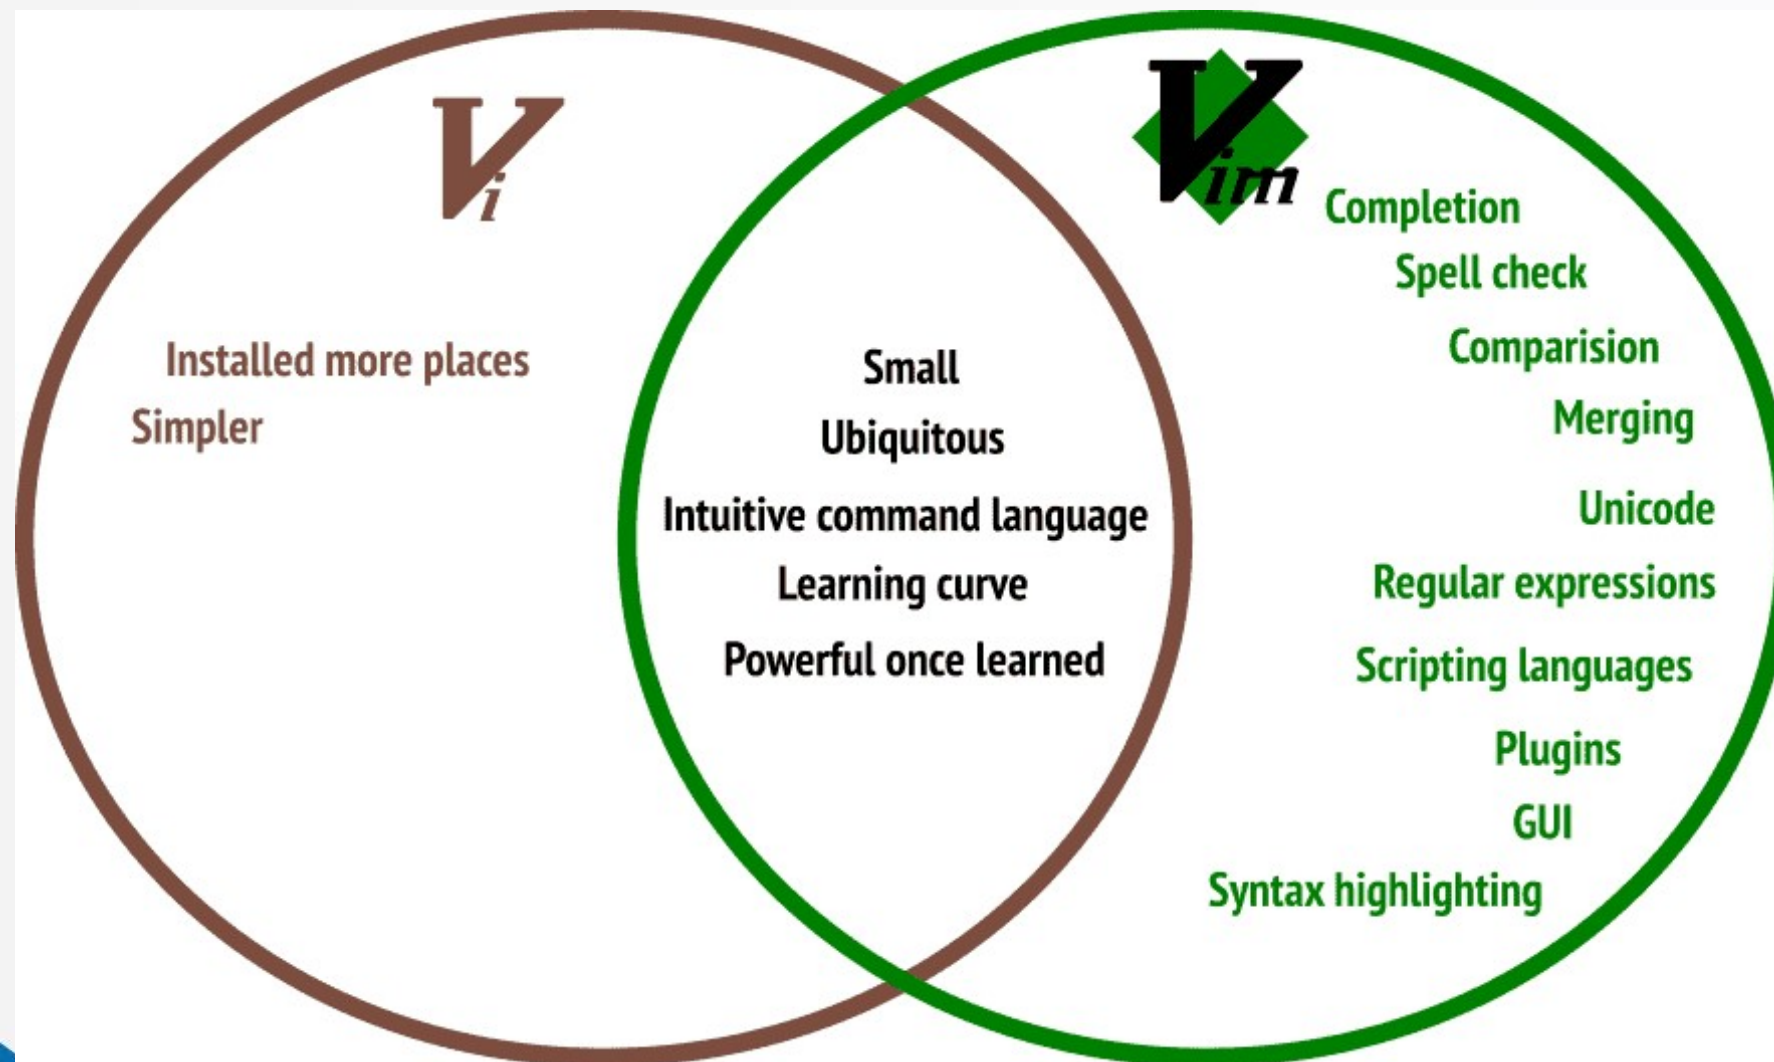 Vi
Installed more places
Simpler
Small
Ubiquitous
Intuitive command language
Learning curve
Powerful once learned
Vim
Completion
Spell check
Comparision
Merging
Unicode
Regular expressions
Scripting languages
Plugins
GUI
Syntax highlighting